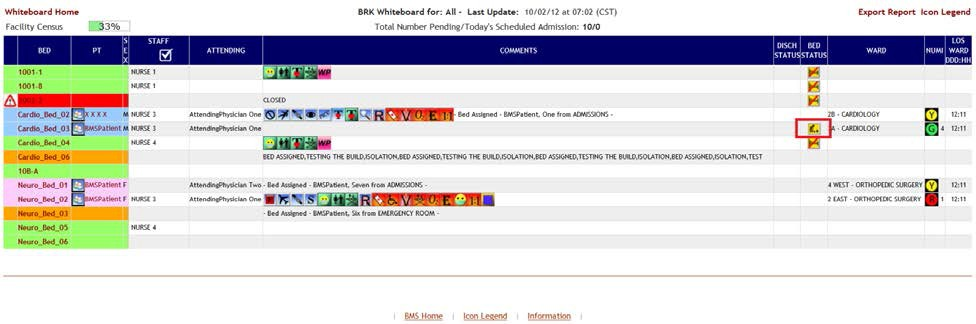 Whiteboard Home BRK Whiteboard for: All - Last Update: 10/02/12 at 07:02 (CST) Export Report Icon Legend
Facility Census 33% Total Number Pending/Today's Scheduled Admission: 10/0
BED PT SEX STAFF ATTENDING COMMENTS DISCH STATUS BED STATUS WARD NUMI LOS WARD DDD:HH
1001-1 NURSE 1 WP
1001-8 NURSE 1
CLOSED
Cardio_Bed_02 X X X X M NURSE 3 AttendingPhysician One - Bed Assigned - BMSPatient, One from ADMISSIONS - 2B - CARDIOLOGY Y 12:11
Cardio_Bed_03 BMSPatient M NURSE 3 AttendingPhysician One A - CARDIOLOGY G 4 12:11
Cardio_Bed_04 NURSE 4 WP
Cardio_Bed_06 BED ASSIGNED,TESTING THE BUILD,ISOLATION,BED ASSIGNED,TESTING THE BUILD,ISOLATION,BED ASSIGNED,TESTING THE BUILD,ISOLATION,BED ASSIGNED,ISOLATION,TEST
10B-A
Neuro_Bed_01 BMSPatient F AttendingPhysician Two - Bed Assigned - BMSPatient, Seven from ADMISSIONS - 4 WEST - ORTHOPEDIC SURGERY Y 12:11
Neuro_Bed_02 BMSPatient F NURSE 3 AttendingPhysician One 2 EAST - ORTHOPEDIC SURGERY R 1 12:11
Neuro_Bed_03 - Bed Assigned - BMSPatient, Six from EMERGENCY ROOM -
Neuro_Bed_05 NURSE 4
Neuro_Bed_06
| BMS Home | Icon Legend | Information |